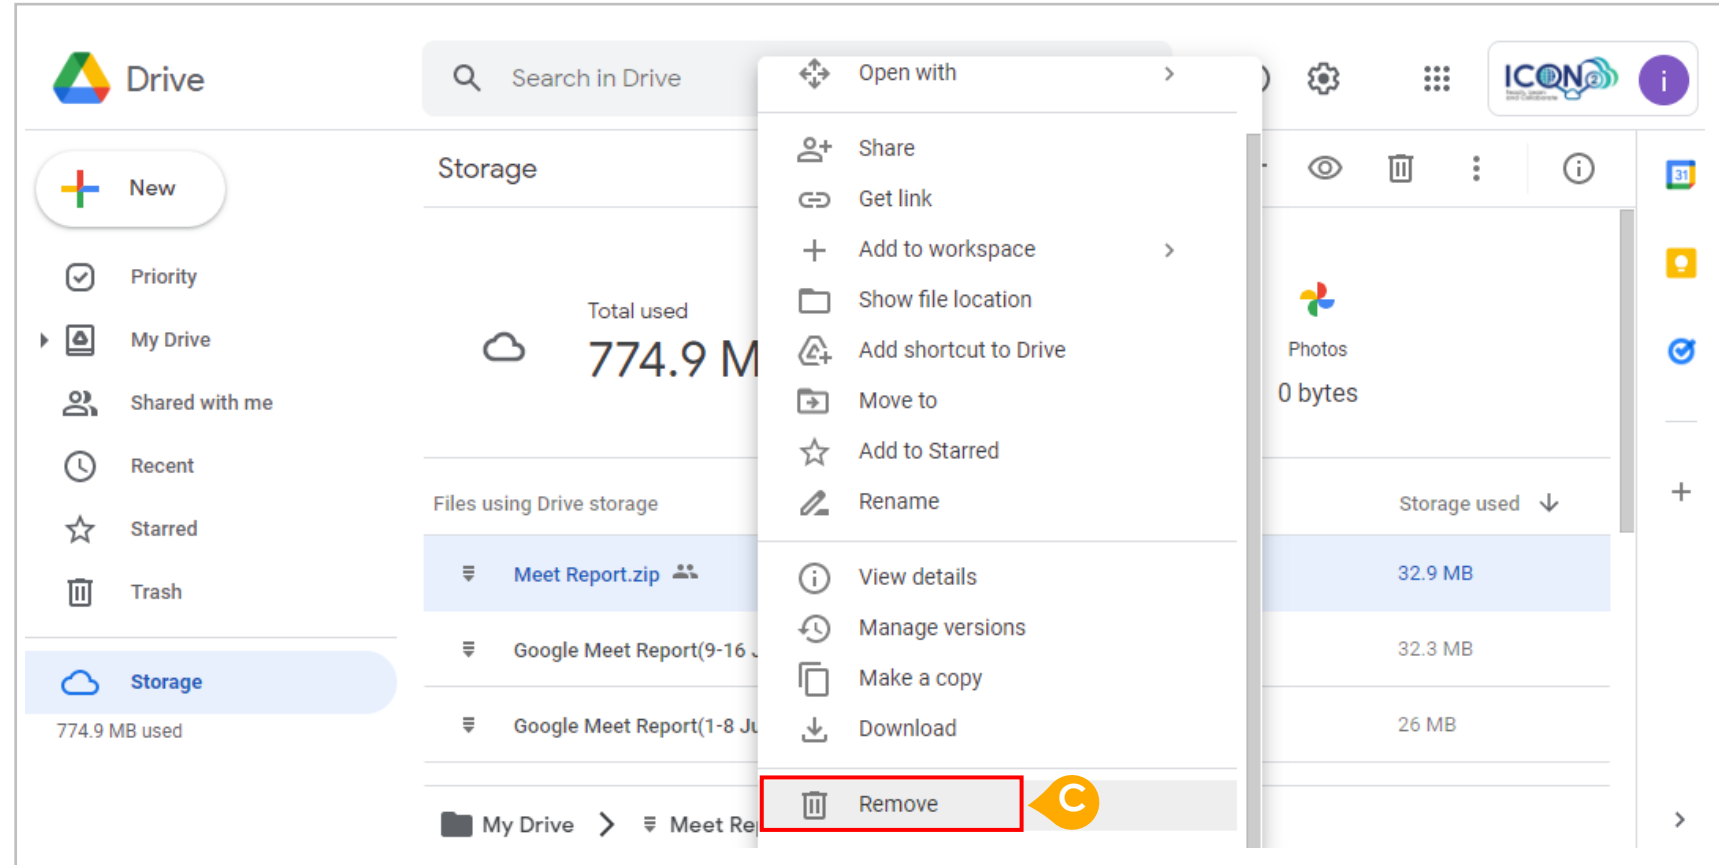 Drive
Search in Drive
ICON2
i
New
Priority
My Drive
Shared with me
Recent
Starred
Trash
Storage
774.9 MB used
Storage
Total used
774.9 M
Photos
0 bytes
Files using Drive storage
Storage used
Meet Report.zip
32.9 MB
Google Meet Report(9-16
32.3 MB
Google Meet Report(1-8 Ju
26 MB
My Drive
Meet Re
Open with
Share
Get link
Add to workspace
Show file location
Add shortcut to Drive
Move to
Add to Starred
Rename
View details
Manage versions
Make a copy
Download
Remove
C
31